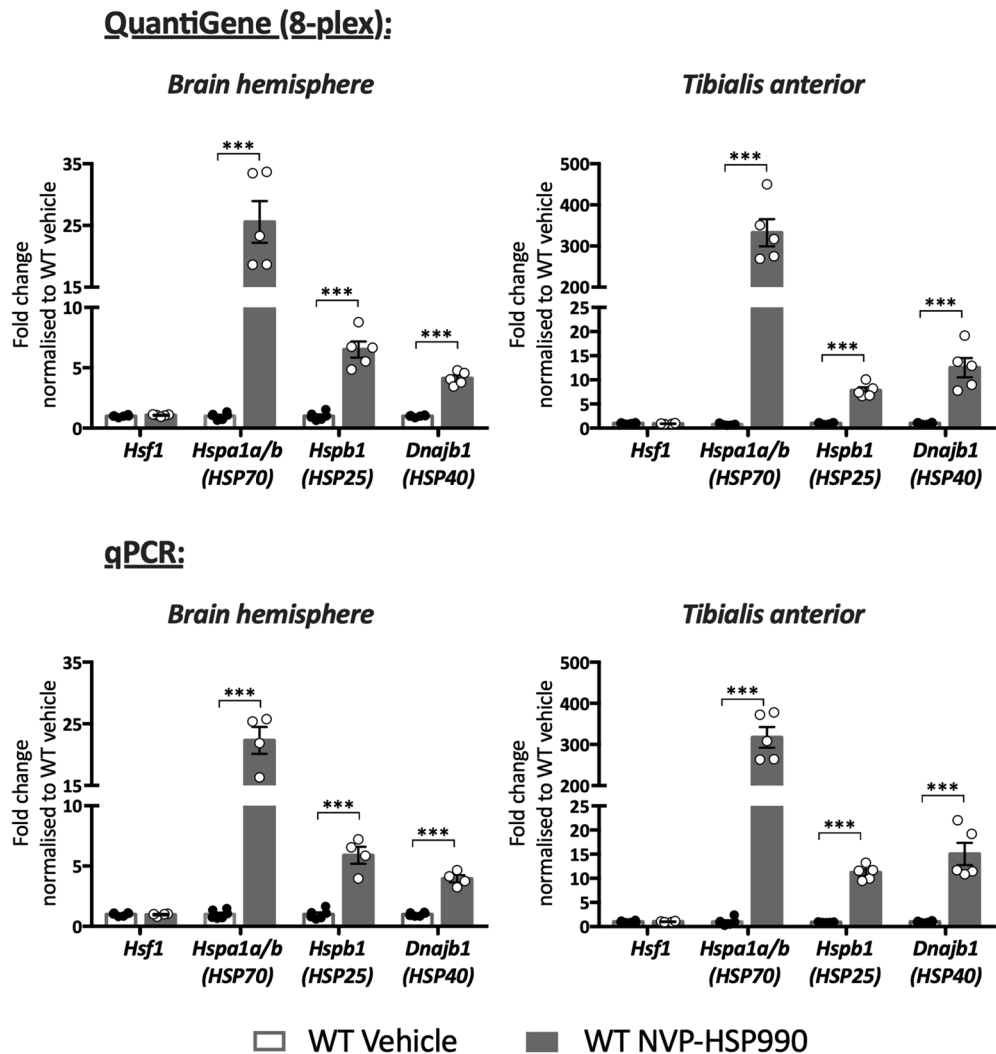 QuantiGene (8-plex):
Brain hemisphere
Fold change
normalised to WT vehicle
35
25
15
10
5
0
***
***
***
Hsf1 Hspa1a/b Hspb1 Dnajb1
(HSP70) (HSP25) (HSP40)
Tibialis anterior
Fold change
normalised to WT vehicle
500
400
300
200
25
20
15
10
5
0
***
***
***
Hsf1 Hspa1a/b Hspb1 Dnajb1
(HSP70) (HSP25) (HSP40)
qPCR:
Brain hemisphere
Fold change
normalised to WT vehicle
35
25
15
10
5
0
***
***
***
Hsf1 Hspa1a/b Hspb1 Dnajb1
(HSP70) (HSP25) (HSP40)
Tibialis anterior
Fold change
normalised to WT vehicle
500
400
300
200
25
20
15
10
5
0
***
***
***
Hsf1 Hspa1a/b Hspb1 Dnajb1
(HSP70) (HSP25) (HSP40)
WT Vehicle WT NVP-HSP990